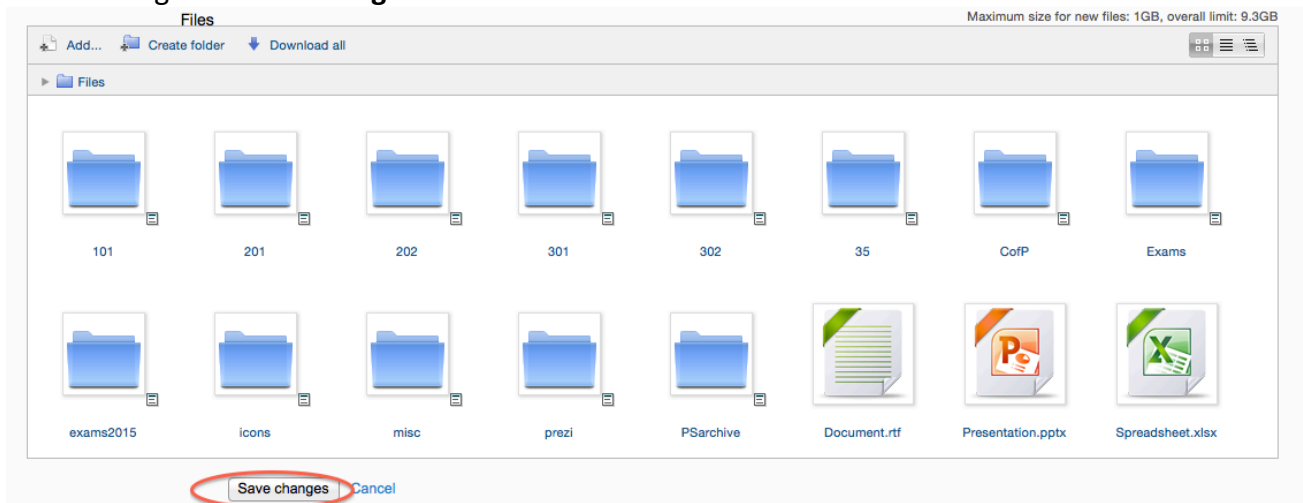 Files
Maximum size for new files: 1GB, overall limit: 9.3GB
Add... Create folder Download all
Files
101 201 202 301 302 35 CofP Exams
exams2015 icons misc prezi PSarchive Document.rtf Presentation.pptx Spreadsheet.xlsx
Save changes Cancel